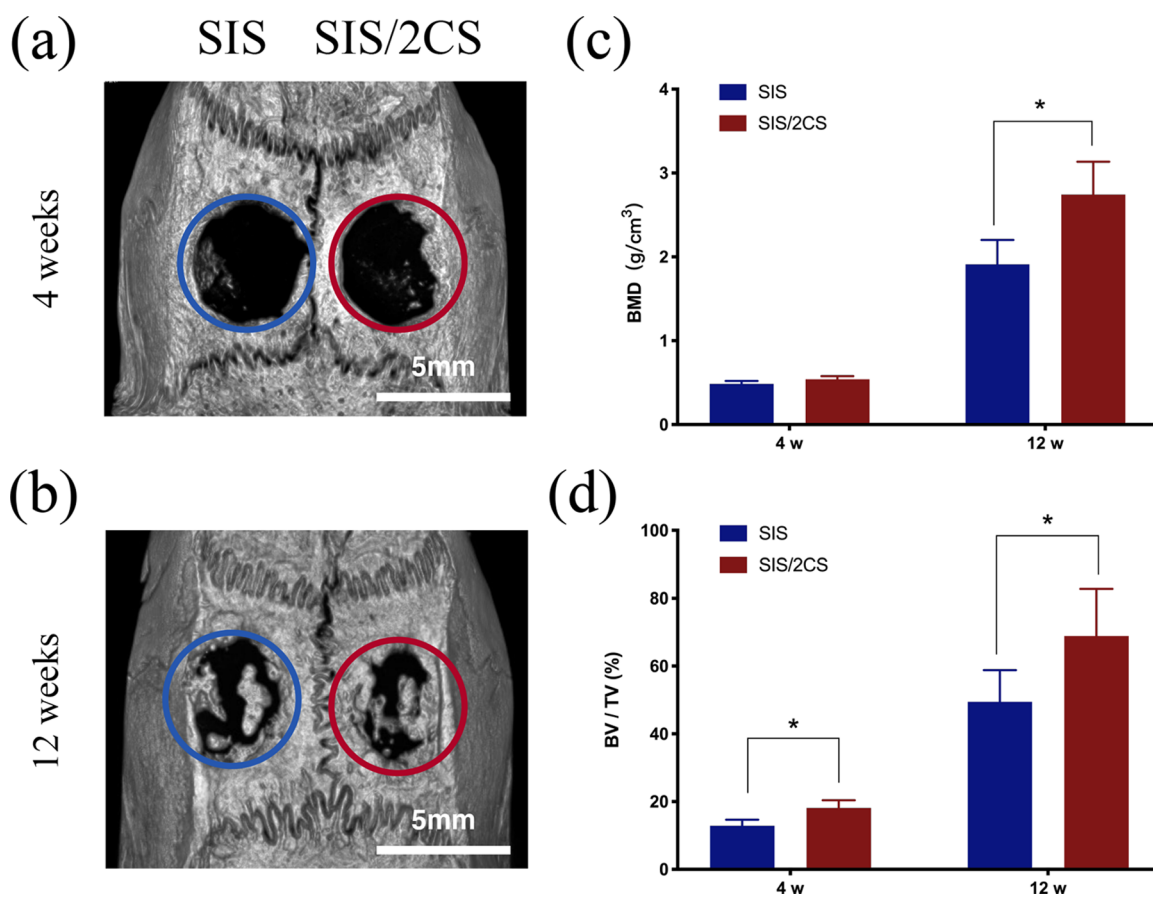 (a)
SIS
SIS/2CS
4 weeks
5mm
(b)
12 weeks
5mm
(c)
SIS
SIS/2CS
*
BMD (g/cm³)
4
3
2
1
0
4 w
12 w
(d)
SIS
SIS/2CS
*
*
BV / TV (%)
100
80
60
40
20
0
4 w
12 w